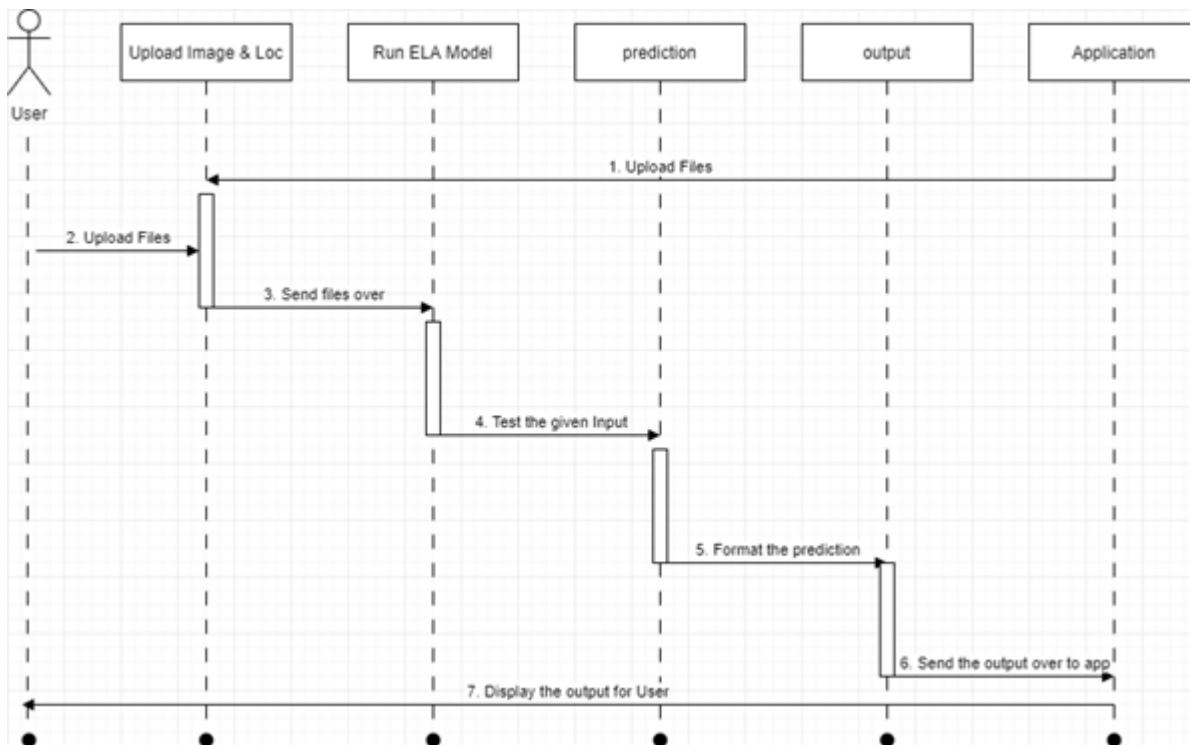 Upload Image & Loc
Run ELA Model
prediction
output
Application
User
1. Upload Files
2. Upload Files
3. Send files over
4. Test the given Input
5. Format the prediction
6. Send the output over to app
7. Display the output for User